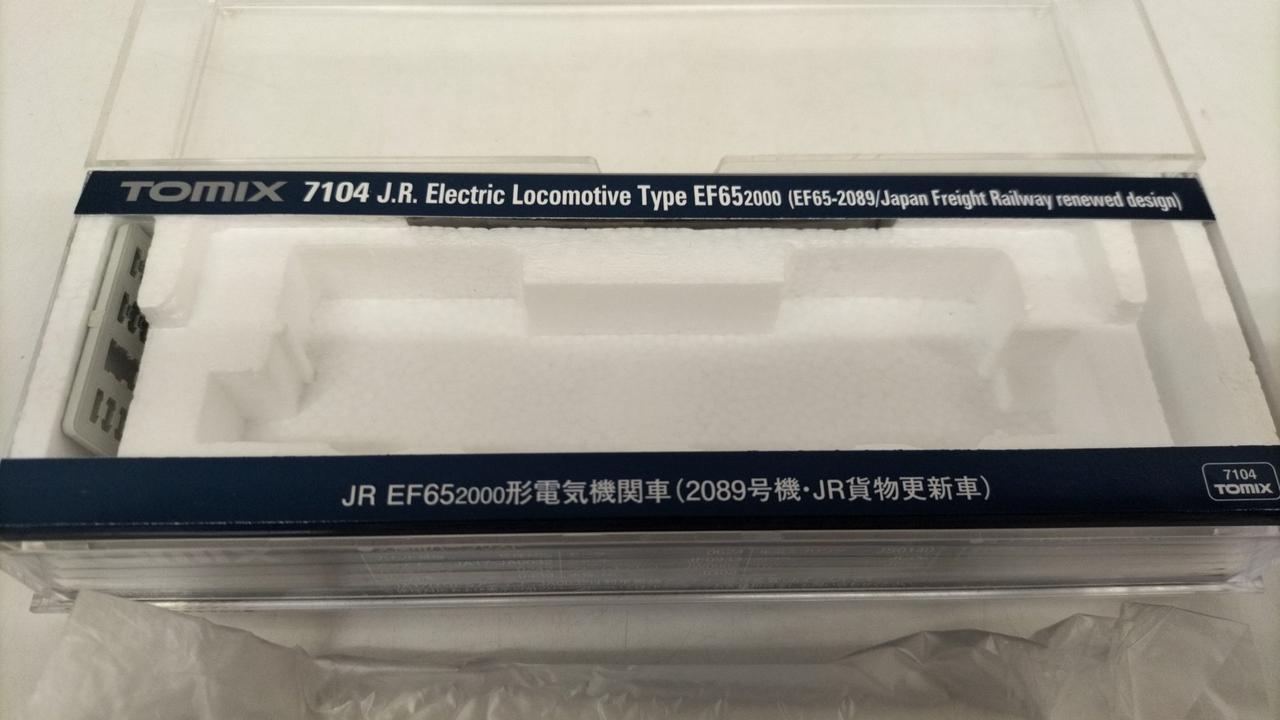 TOMIX 7104 J.R. Electric Locomotive Type EF652000 (EF65-2089/Japan Freight Railway renewed design)
JR EF652000形電気機関車(2089号機・JR貨物更新車)
7104
TOMIX